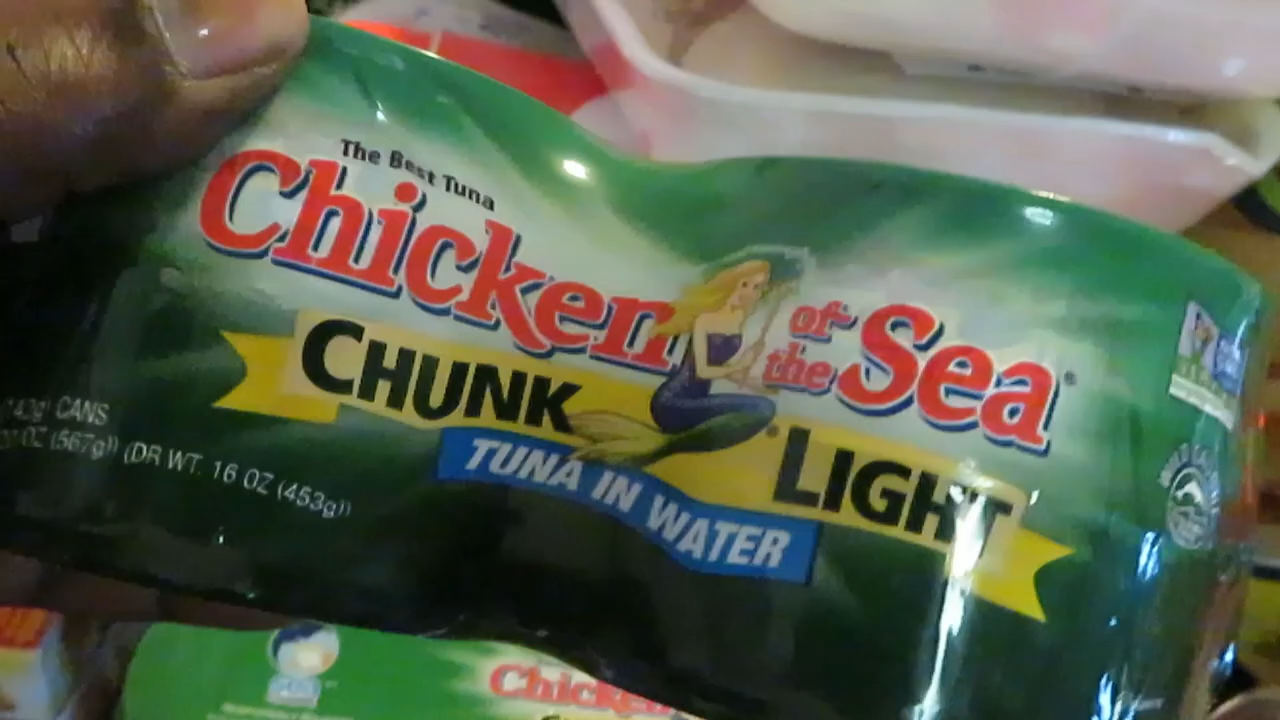 The Best Tuna
Chicken
of the Sea®
CHUNK LIGHT
TUNA IN WATER
CANS
OZ (567g)) (DR WT. 16 OZ (453g))
Chicken